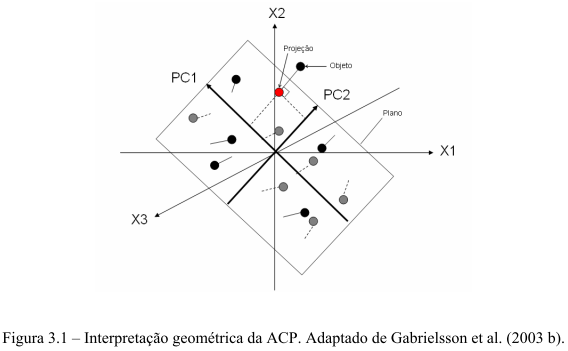 X2
Projeção
Objeto
PC1
PC2
Plano
X1
X3
Figura 3.1 – Interpretação geométrica da ACP. Adaptado de Gabrielsson et al. (2003 b).